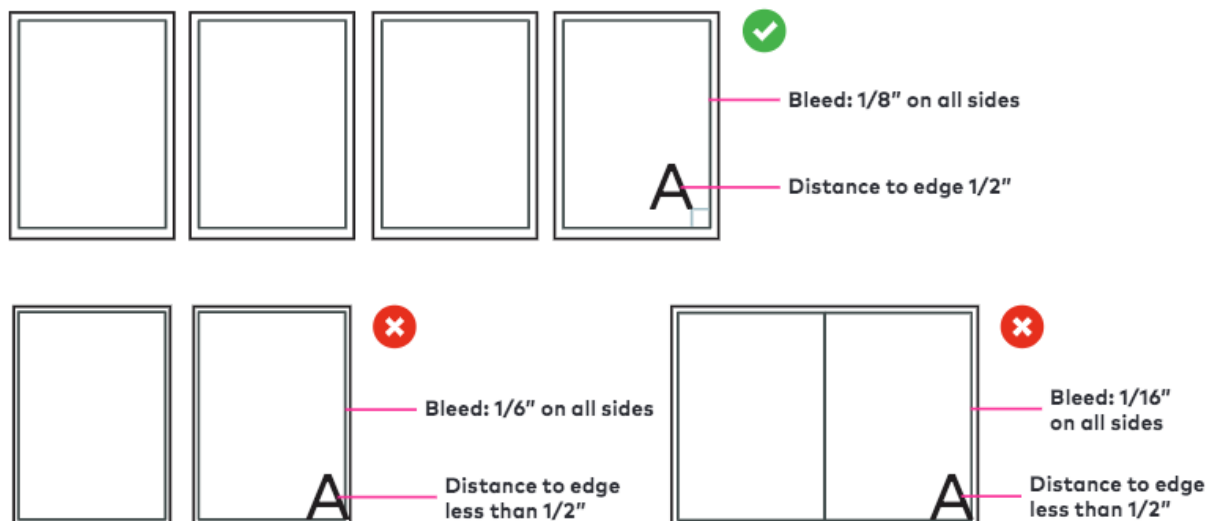 Bleed: 1/8” on all sides
A
Distance to edge 1/2”
Bleed: 1/6” on all sides
A
Distance to edge
less than 1/2”
Bleed: 1/16”
on all sides
A
Distance to edge
less than 1/2”